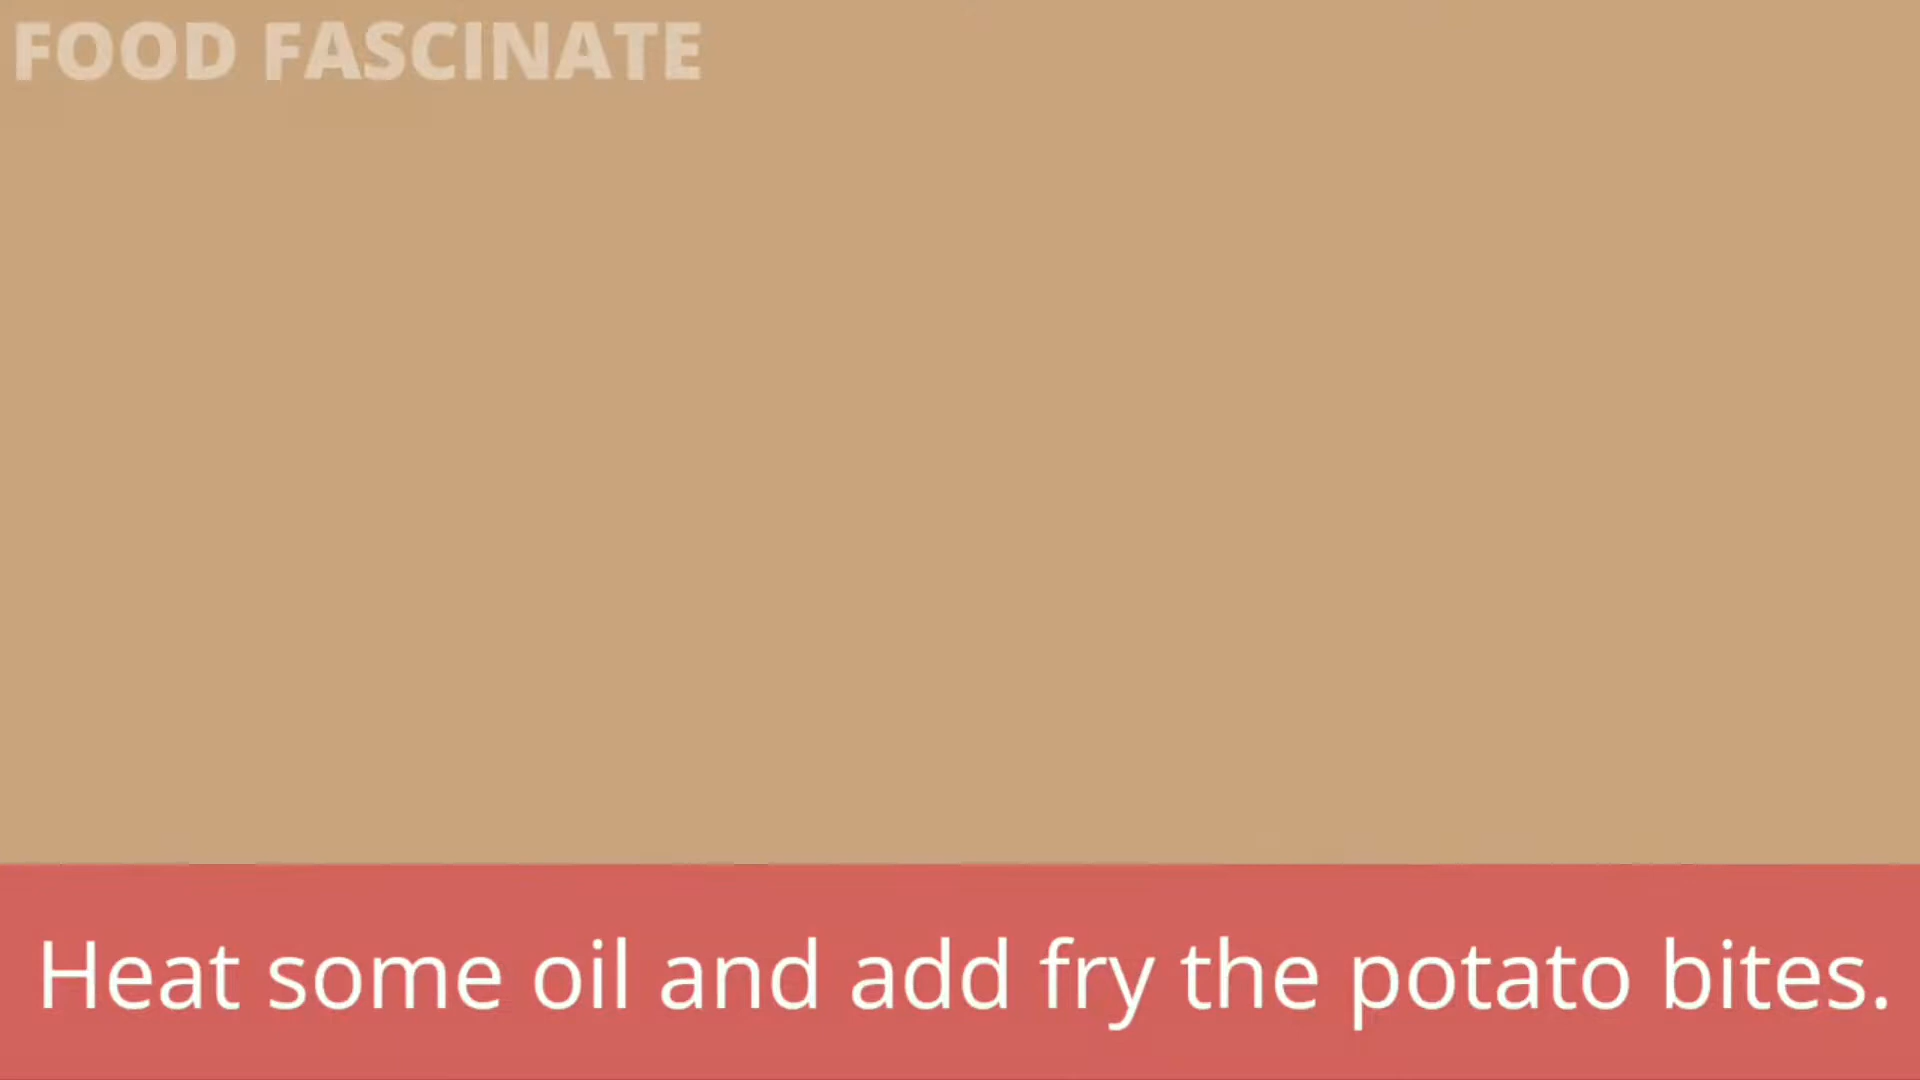 FOOD FASCINATE
Heat some oil and add fry the potato bites.